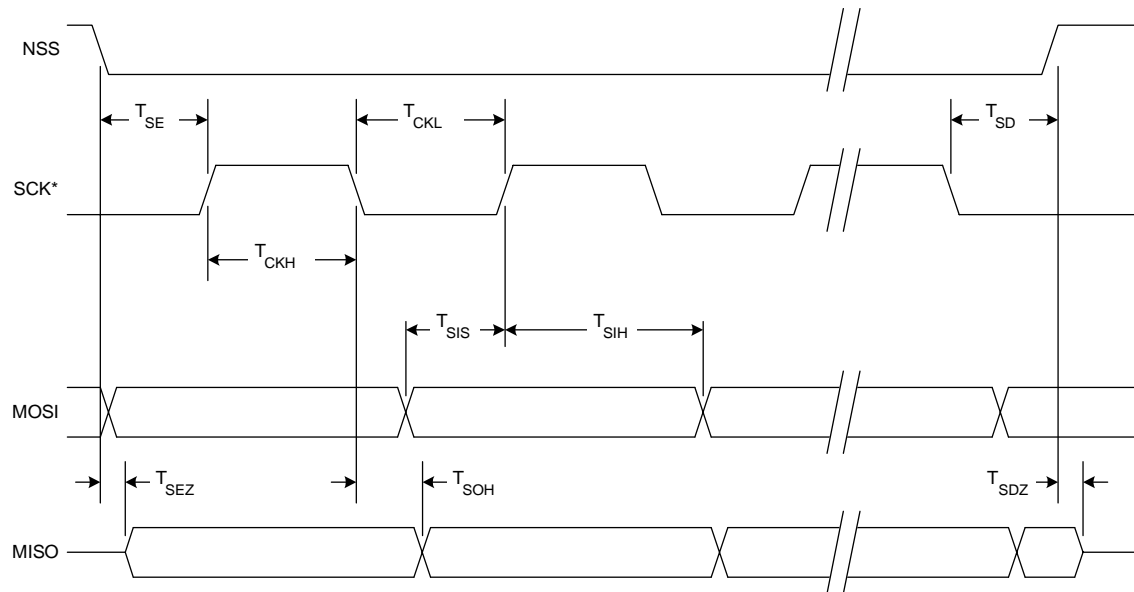 NSS
T_SE
T_CKL
T_SD
SCK*
T_CKH
T_SIS
T_SIH
MOSI
T_SEZ
T_SOH
T_SDZ
MISO